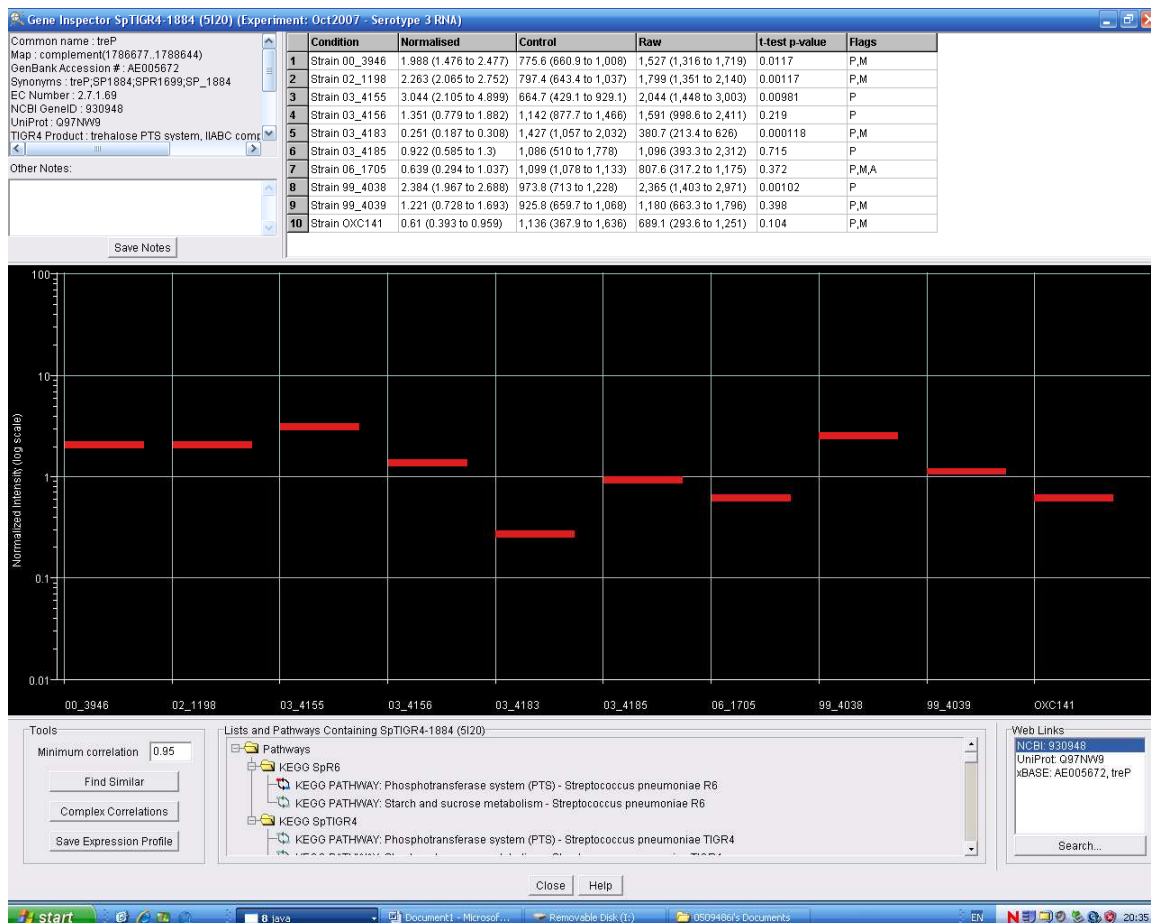 Gene Inspector SpTIGR4-1884 (5I20) (Experiment: Oct2007 - Serotype 3 RNA)
Common name : treP
Map : complement(1786677..1788644)
GenBank Accession # : AE005672
Synonyms : treP;SP1884;SPR1699;SP_1884
EC Number : 2.7.1.69
NCBI GeneID : 930948
UniProt : Q97NW9
TIGR4 Product : trehalose PTS system, IIABC comp
Other Notes:
Save Notes
Condition Normalised Control Raw t-test p-value Flags
1 Strain 00_3946 1.988 (1.476 to 2.477) 775.6 (660.9 to 1,008) 1,527 (1,316 to 1,719) 0.0117 P,M
2 Strain 02_1198 2.263 (2.065 to 2.752) 797.4 (643.4 to 1,037) 1,799 (1,351 to 2,140) 0.00117 P,M
3 Strain 03_4155 3.044 (2.105 to 4.899) 664.7 (429.1 to 929.1) 2,044 (1,448 to 3,003) 0.00981 P
4 Strain 03_4156 1.351 (0.779 to 1.882) 1,142 (877.7 to 1,466) 1,591 (998.6 to 2,411) 0.219 P
5 Strain 03_4183 0.251 (0.187 to 0.308) 1,427 (1,057 to 2,032) 380.7 (213.4 to 626) 0.000118 P,M
6 Strain 03_4185 0.922 (0.585 to 1.3) 1,086 (510 to 1,778) 1,096 (393.3 to 2,312) 0.715 P
7 Strain 06_1705 0.639 (0.294 to 1.037) 1,099 (1,078 to 1,133) 807.6 (317.2 to 1,175) 0.372 P,M,A
8 Strain 99_4038 2.384 (1.967 to 2.688) 973.8 (713 to 1,228) 2,365 (1,403 to 2,971) 0.00102 P
9 Strain 99_4039 1.221 (0.728 to 1.693) 925.8 (659.7 to 1,068) 1,180 (663.3 to 1,796) 0.398 P,M
10 Strain OXC141 0.61 (0.393 to 0.959) 1,136 (367.9 to 1,636) 689.1 (293.6 to 1,251) 0.104 P,M
Normalized Intensity (log scale)
100
10
1
0.1
0.01
00_3946 02_1198 03_4155 03_4156 03_4183 03_4185 06_1705 99_4038 99_4039 OXC141
Tools
Minimum correlation 0.95
Find Similar
Complex Correlations
Save Expression Profile
Lists and Pathways Containing SpTIGR4-1884 (5I20)
Pathways
KEGG SpR6
KEGG PATHWAY: Phosphotransferase system (PTS) - Streptococcus pneumoniae R6
KEGG PATHWAY: Starch and sucrose metabolism - Streptococcus pneumoniae R6
KEGG SpTIGR4
KEGG PATHWAY: Phosphotransferase system (PTS) - Streptococcus pneumoniae TIGR4
Web Links
NCBI: 930948
UniProt: Q97NW9
xBASE: AE005672, treP
Search...
Close Help
start 8 java Document1 - Microsof... Removable Disk (I:) 0509486i's Documents EN N 20:35